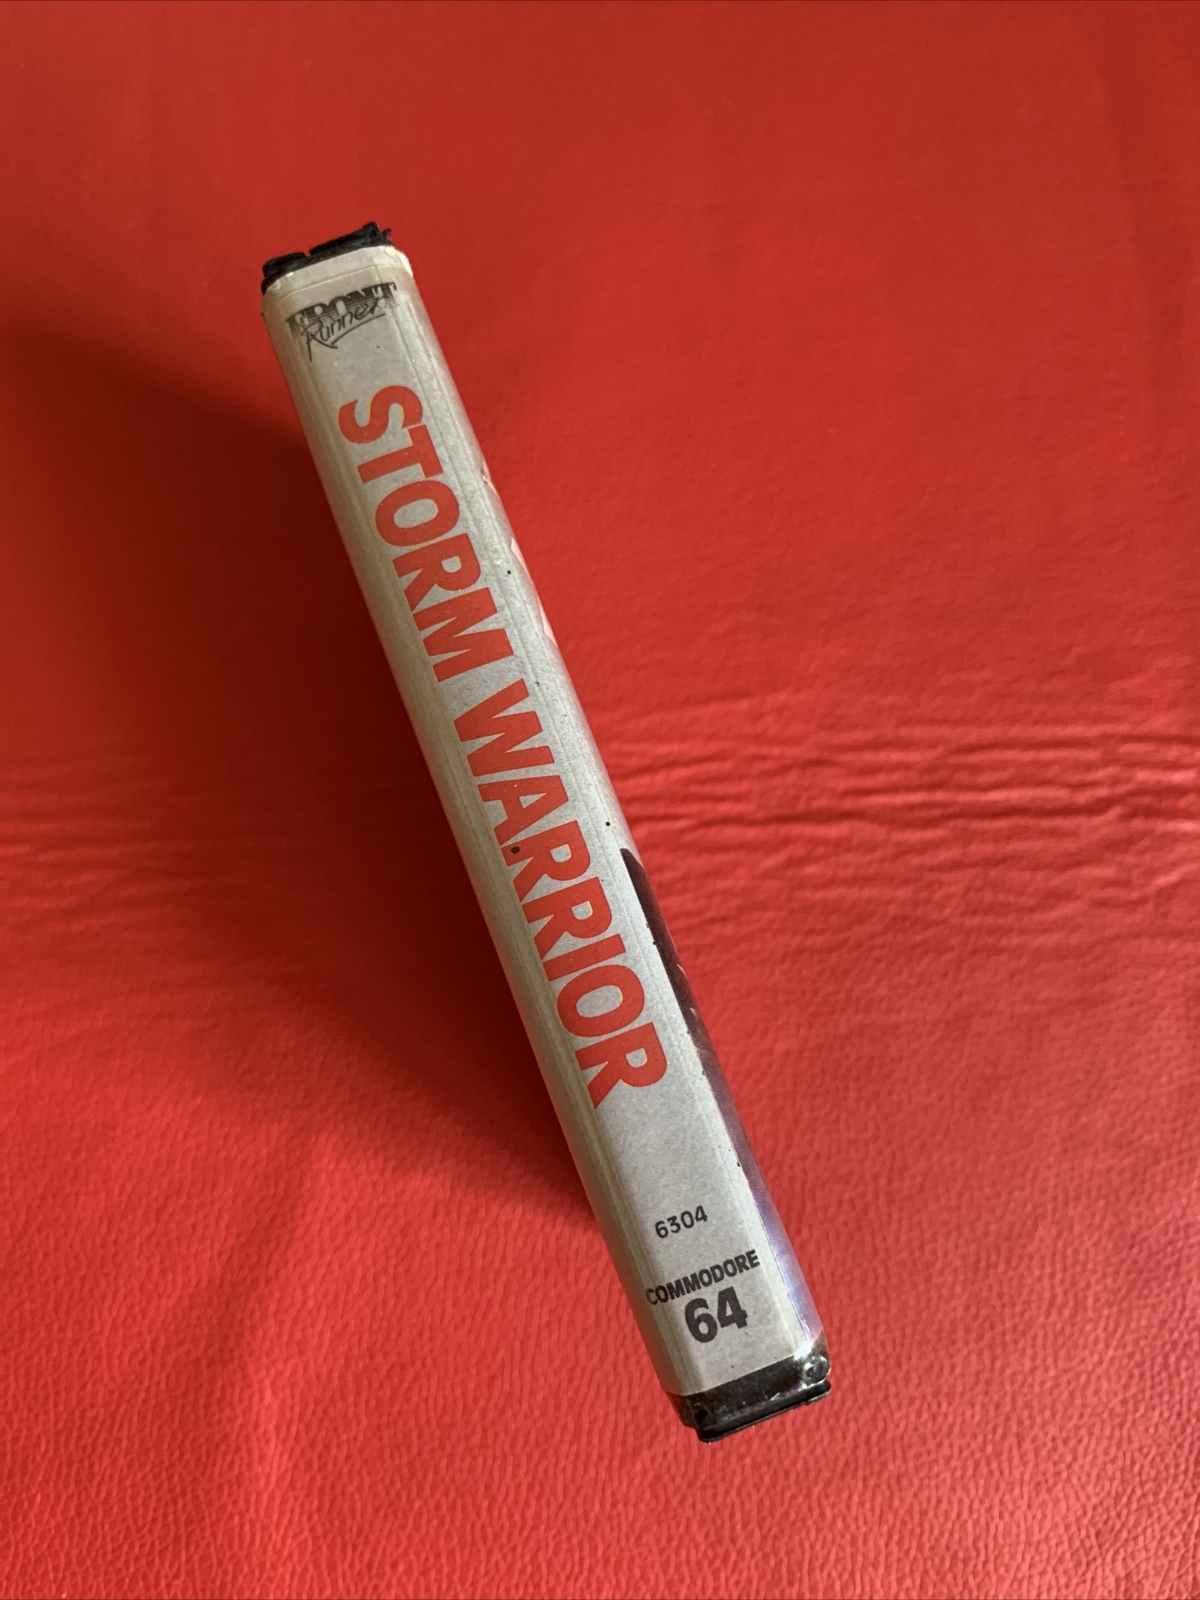 FRONT
Runner
STORM WARRIOR
6304
COMMODORE
64